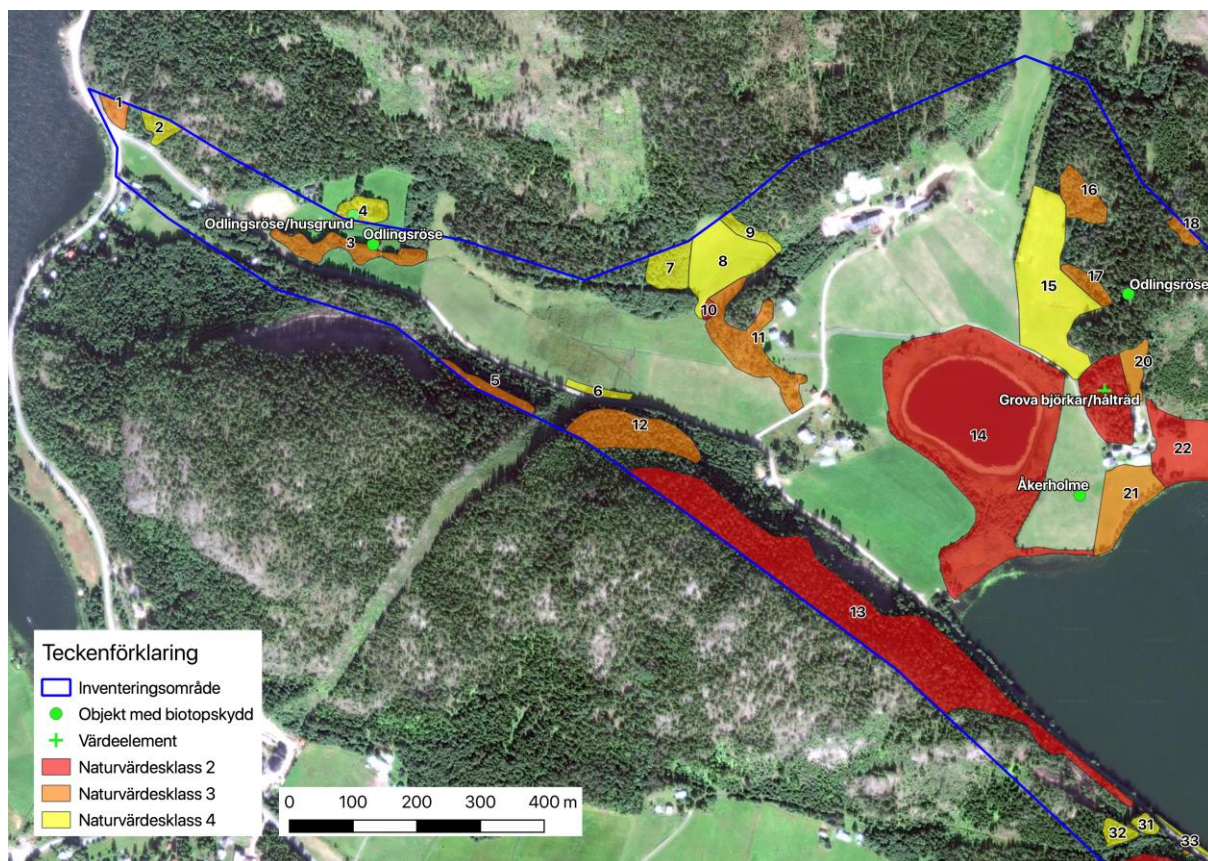 1
2
4
Odlingsröse/husgrund
Odlingsröse
3
9
8
7
10
11
16
18
15
17
Odlingsröse
5
6
12
20
Grova björkar/hålträd
14
22
21
Åkerholme
13
32
31
33
Teckenförklaring
Inventeringsområde
Objekt med biotopskydd
Värdeelement
Naturvärdesklass 2
Naturvärdesklass 3
Naturvärdesklass 4
0 100 200 300 400 m